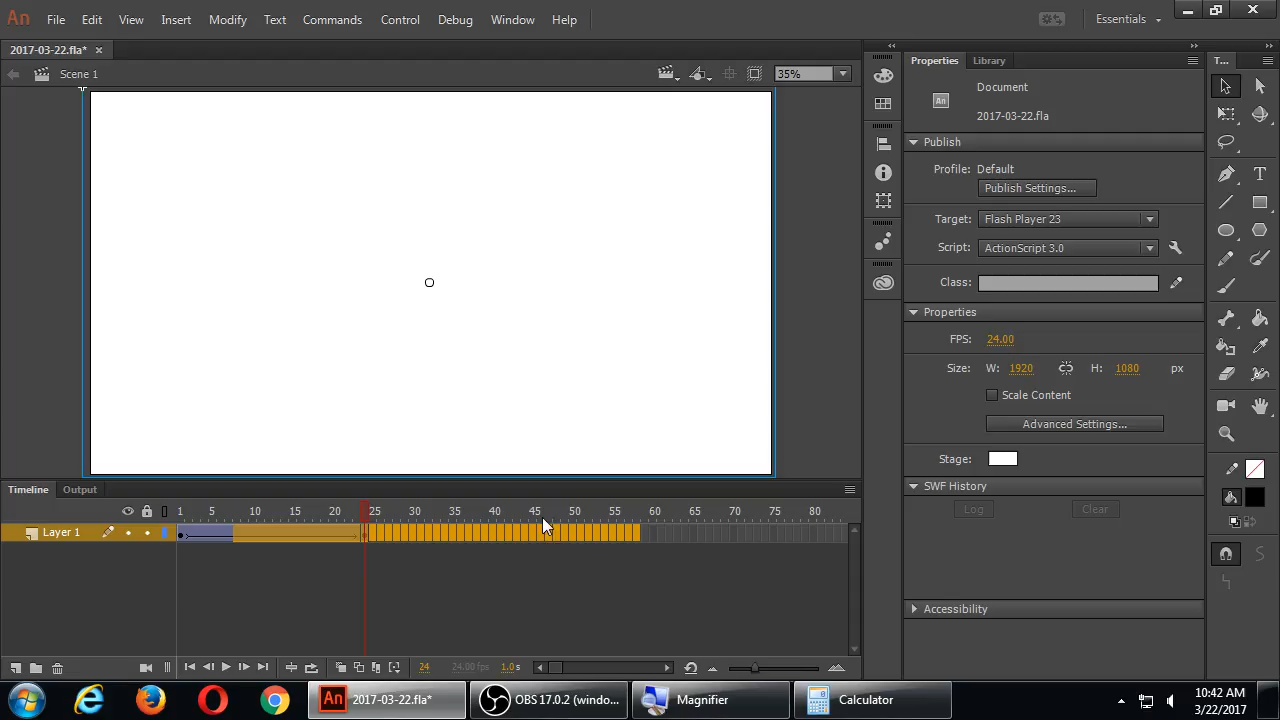 An File Edit View Insert Modify Text Commands Control Debug Window Help Essentials
2017-03-22.fla* ×
Scene 1 35%
Properties Library T...
Document
2017-03-22.fla
An
Publish
Profile: Default
Publish Settings...
Target: Flash Player 23
Script: ActionScript 3.0
Class:
Properties
FPS: 24.00
Size: W: 1920 H: 1080 px
Scale Content
Advanced Settings...
Stage:
SWF History
Log Clear
Accessibility
Timeline Output
1 5 10 15 20 25 30 35 40 45 50 55 60 65 70 75 80
Layer 1
24 24.00 fps 1.0 s
An 2017-03-22.fla* OBS 17.0.2 (windo... Magnifier Calculator
10:42 AM
3/22/2017